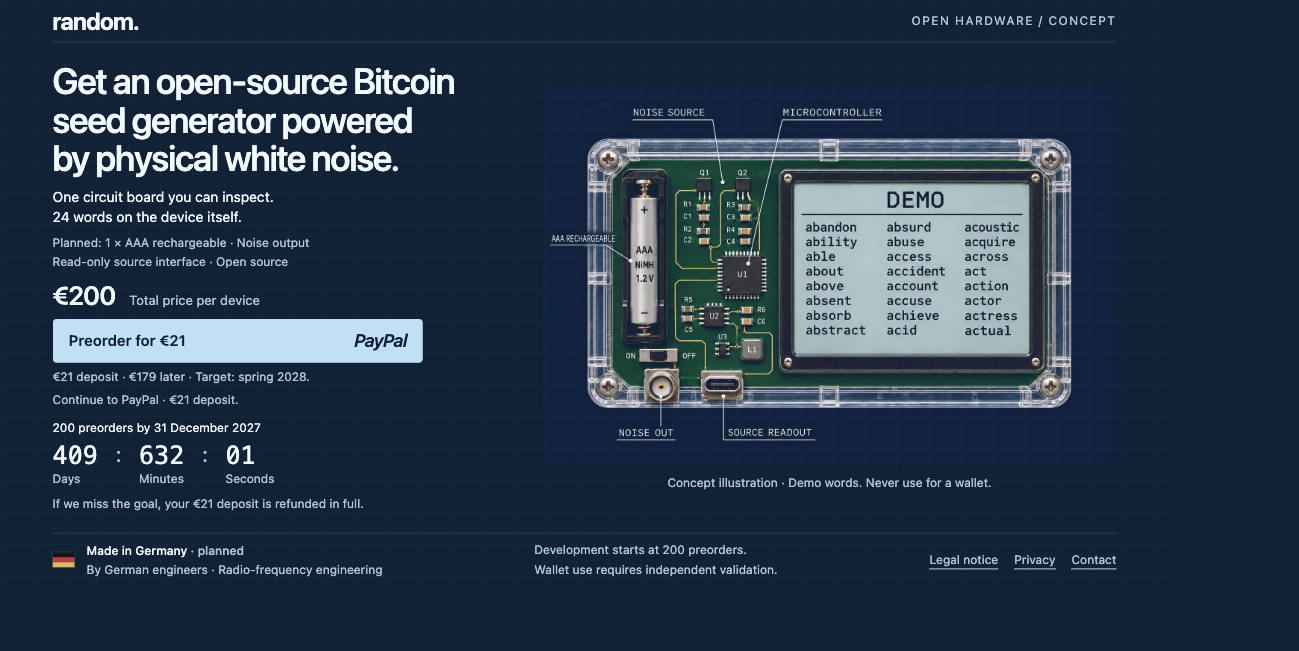 random.
OPEN HARDWARE / CONCEPT
Get an open-source Bitcoin
seed generator powered
by physical white noise.
One circuit board you can inspect.
24 words on the device itself.
Planned: 1 × AAA rechargeable · Noise output
Read-only source interface · Open source
€200 Total price per device
Preorder for €21 PayPal
€21 deposit · €179 later · Target: spring 2028.
Continue to PayPal · €21 deposit.
200 preorders by 31 December 2027
409 : 632 : 01
Days Minutes Seconds
If we miss the goal, your €21 deposit is refunded in full.
NOISE SOURCE
MICROCONTROLLER
AAA RECHARGEABLE
+
AAA
NiMH
1.2 V
−
Q1 Q2
R1 R3
C1 C3
R2 R4
C2 C4
U1
R5 R6
U2
C5 C6
U3
L1
ON OFF
DEMO
abandon absurd acoustic
ability abuse acquire
able access across
about accident act
above account action
absent accuse actor
absorb achieve actress
abstract acid actual
NOISE OUT
SOURCE READOUT
Concept illustration · Demo words. Never use for a wallet.
Made in Germany · planned
By German engineers · Radio-frequency engineering
Development starts at 200 preorders.
Wallet use requires independent validation.
Legal notice Privacy Contact